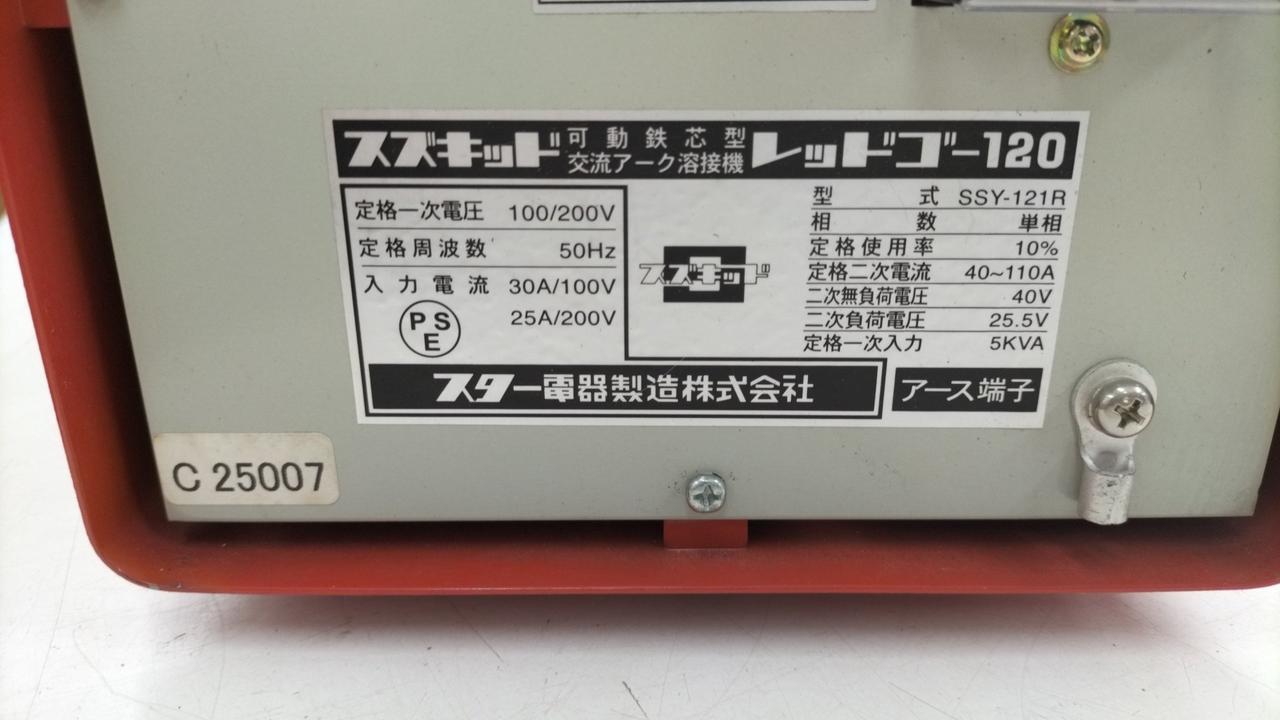 スズキッド 可動鉄芯型 交流アーク溶接機 レッドゴー120
定格一次電圧 100/200V
定格周波数 50Hz
入力電流 30A/100V
25A/200V
PSE
スズキッド
型式 SSY-121R
相数 単相
定格使用率 10%
定格二次電流 40~110A
二次無負荷電圧 40V
二次負荷電圧 25.5V
定格一次入力 5KVA
スター電器製造株式会社
アース端子
C 25007